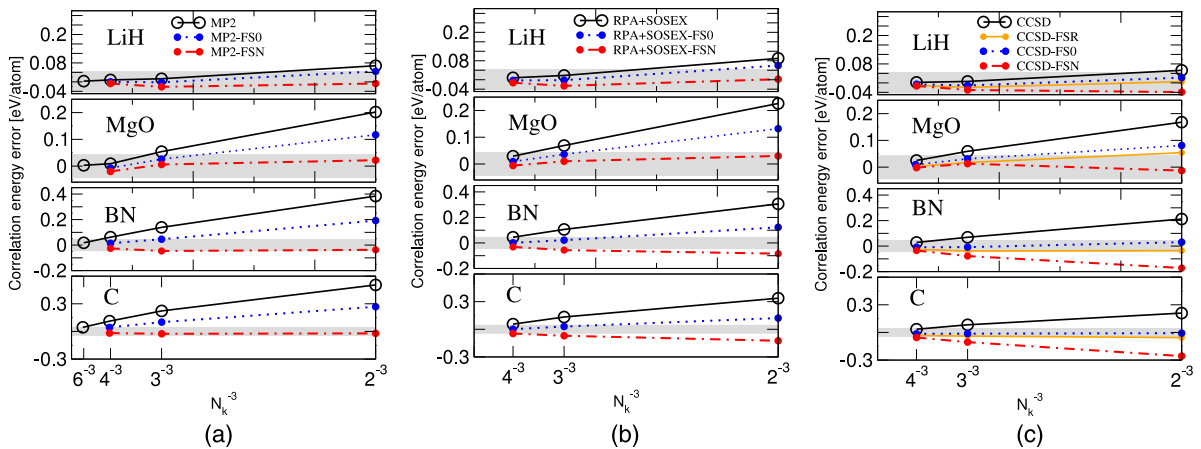 Correlation energy error [eV/atom]
LiH
MP2
MP2-FS0
MP2-FSN
0.2
0.08
-0.04
MgO
0.2
0.1
0
BN
0.4
0.2
0
-0.2
C
0.3
-0.3
6⁻³ 4⁻³ 3⁻³ 2⁻³
N_k⁻³
(a)
Correlation energy error [eV/atom]
LiH
RPA+SOSEX
RPA+SOSEX-FS0
RPA+SOSEX-FSN
0.2
0.08
-0.04
MgO
0.2
0.1
0
BN
0.4
0.2
0
-0.2
C
0.3
-0.3
4⁻³ 3⁻³ 2⁻³
N_k⁻³
(b)
Correlation energy error [eV/atom]
LiH
CCSD
CCSD-FSR
CCSD-FS0
CCSD-FSN
0.2
0.08
-0.04
MgO
0.2
0.1
0
BN
0.4
0.2
0
-0.2
C
0.3
-0.3
4⁻³ 3⁻³ 2⁻³
N_k⁻³
(c)